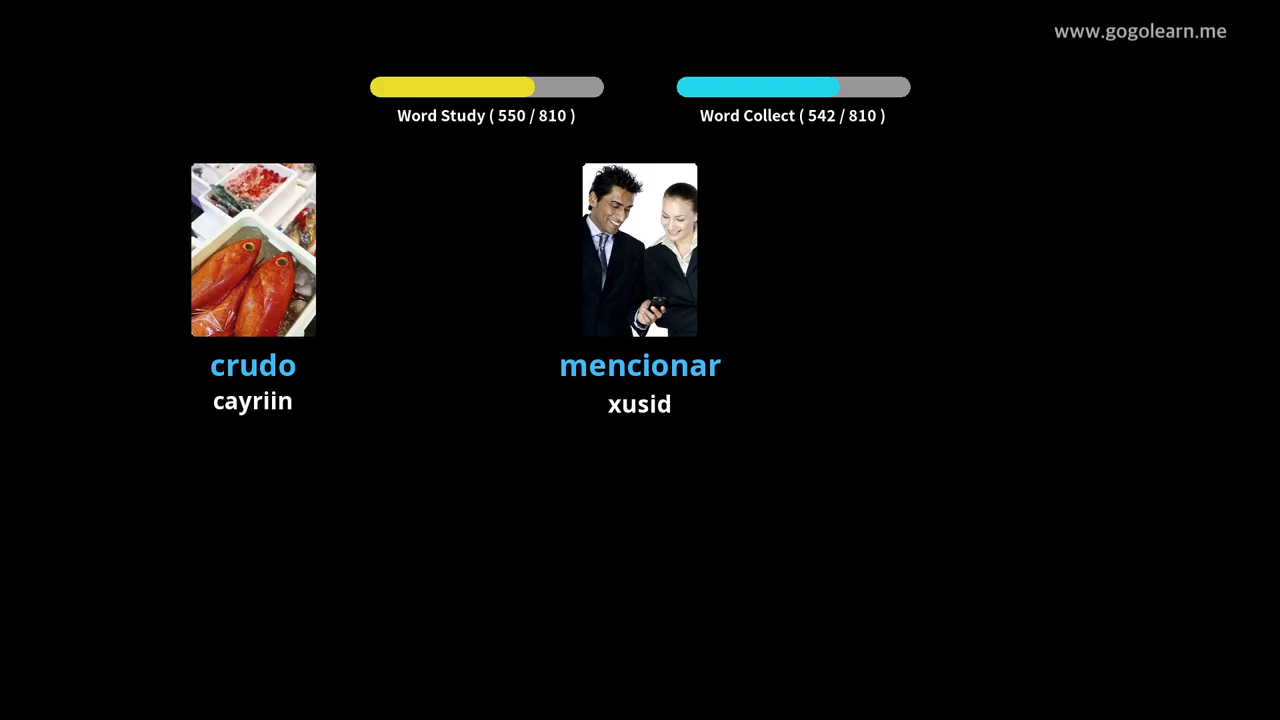 www.gogolearn.me
Word Study ( 550 / 810 )
Word Collect ( 542 / 810 )
crudo
cayriin
mencionar
xusid